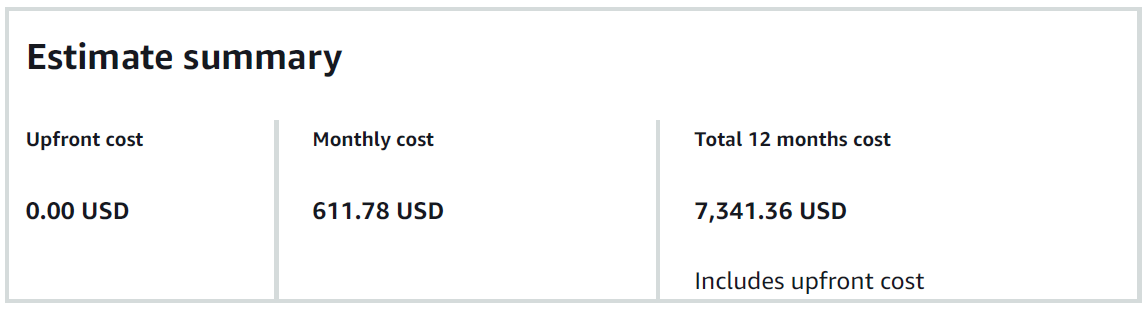 Estimate summary
Upfront cost
0.00 USD
Monthly cost
611.78 USD
Total 12 months cost
7,341.36 USD
Includes upfront cost